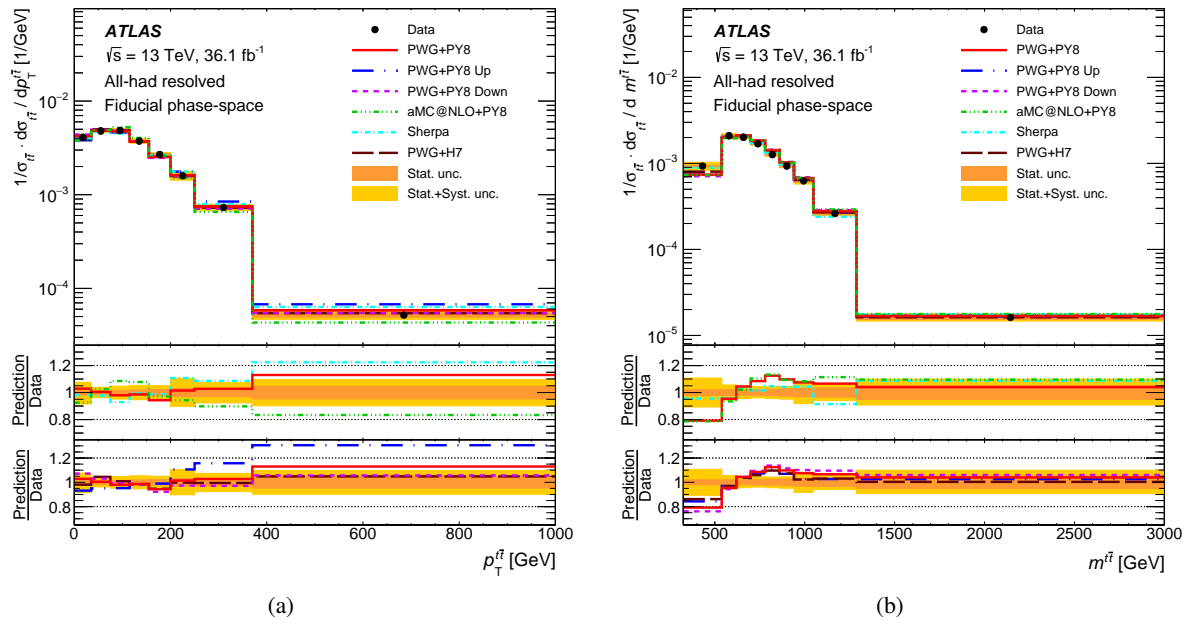 1/σ_tt̄ · dσ_tt̄ / dp_T^tt̄ [1/GeV]
ATLAS
√s = 13 TeV, 36.1 fb⁻¹
All-had resolved
Fiducial phase-space
Data
PWG+PY8
PWG+PY8 Up
PWG+PY8 Down
aMC@NLO+PY8
Sherpa
PWG+H7
Stat. unc.
Stat.+Syst. unc.
10⁻²
10⁻³
10⁻⁴
Prediction
Data
1.2
1
0.8
Prediction
Data
1.2
1
0.8
0 200 400 600 800 1000
p_T^tt̄ [GeV]
(a)
1/σ_tt̄ · dσ_tt̄ / d m^tt̄ [1/GeV]
ATLAS
√s = 13 TeV, 36.1 fb⁻¹
All-had resolved
Fiducial phase-space
Data
PWG+PY8
PWG+PY8 Up
PWG+PY8 Down
aMC@NLO+PY8
Sherpa
PWG+H7
Stat. unc.
Stat.+Syst. unc.
10⁻¹
10⁻²
10⁻³
10⁻⁴
10⁻⁵
Prediction
Data
1.2
1
0.8
Prediction
Data
1.2
1
0.8
500 1000 1500 2000 2500 3000
m^tt̄ [GeV]
(b)